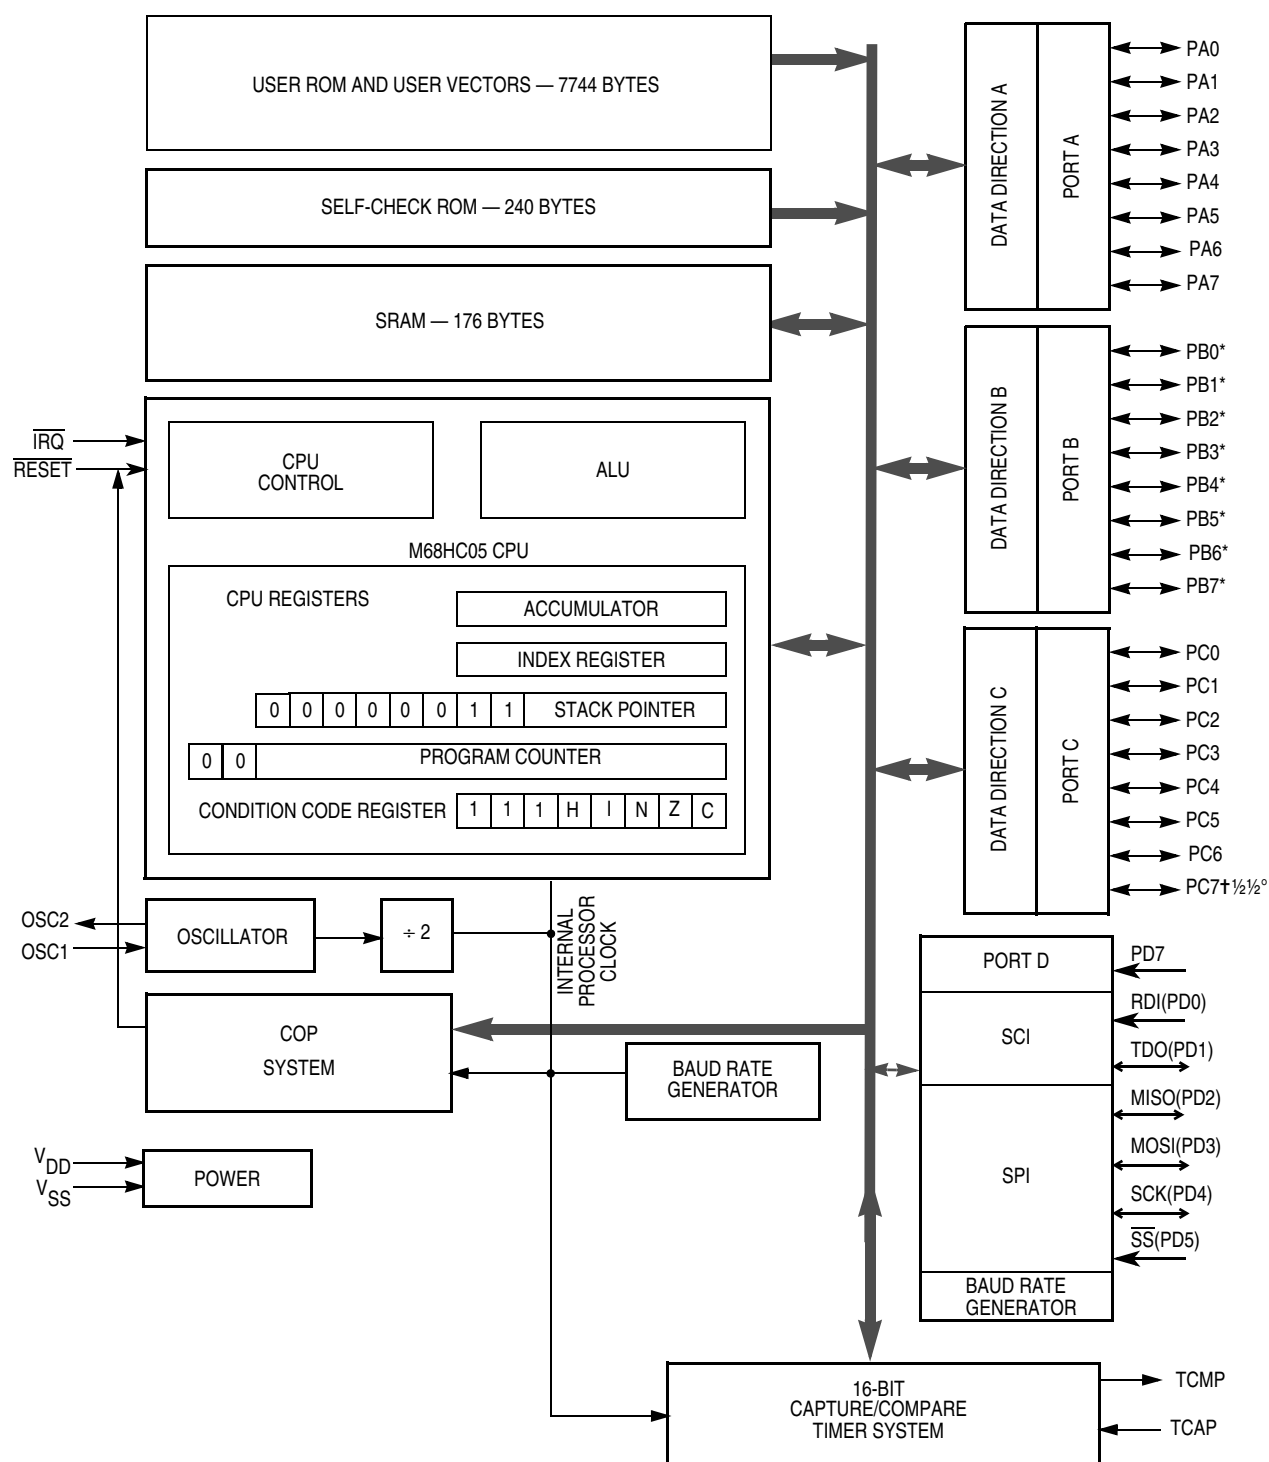 USER ROM AND USER VECTORS — 7744 BYTES
SELF-CHECK ROM — 240 BYTES
SRAM — 176 BYTES
IRQ
RESET
CPU
CONTROL
ALU
M68HC05 CPU
CPU REGISTERS
ACCUMULATOR
INDEX REGISTER
0 0 0 0 0 0 1 1 STACK POINTER
0 0 PROGRAM COUNTER
CONDITION CODE REGISTER 1 1 1 H I N Z C
OSC2
OSC1
OSCILLATOR
÷ 2
INTERNAL
PROCESSOR
CLOCK
COP
SYSTEM
BAUD RATE
GENERATOR
VDD
VSS
POWER
DATA DIRECTION A
PORT A
PA0
PA1
PA2
PA3
PA4
PA5
PA6
PA7
DATA DIRECTION B
PORT B
PB0*
PB1*
PB2*
PB3*
PB4*
PB5*
PB6*
PB7*
DATA DIRECTION C
PORT C
PC0
PC1
PC2
PC3
PC4
PC5
PC6
PC7†½½°
PORT D
SCI
SPI
BAUD RATE
GENERATOR
PD7
RDI(PD0)
TDO(PD1)
MISO(PD2)
MOSI(PD3)
SCK(PD4)
SS(PD5)
16-BIT
CAPTURE/COMPARE
TIMER SYSTEM
TCMP
TCAP